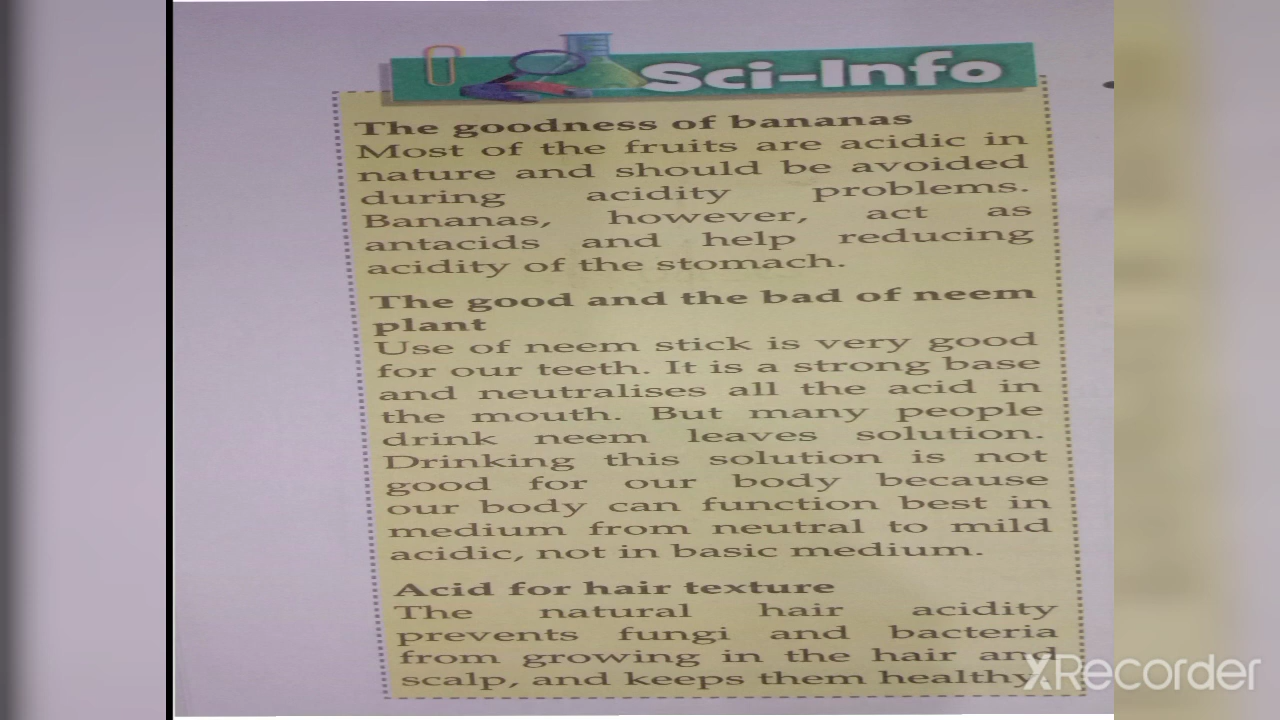 Sci-Info
The goodness of bananas
Most of the fruits are acidic in
nature and should be avoided
during acidity problems.
Bananas, however, act as
antacids and help reducing
acidity of the stomach.
The good and the bad of neem
plant
Use of neem stick is very good
for our teeth. It is a strong base
and neutralises all the acid in
the mouth. But many people
drink neem leaves solution.
Drinking this solution is not
good for our body because
our body can function best in
medium from neutral to mild
acidic, not in basic medium.
Acid for hair texture
The natural hair acidity
prevents fungi and bacteria
from growing in the hair and
scalp, and keeps them healthy.
XRecorder